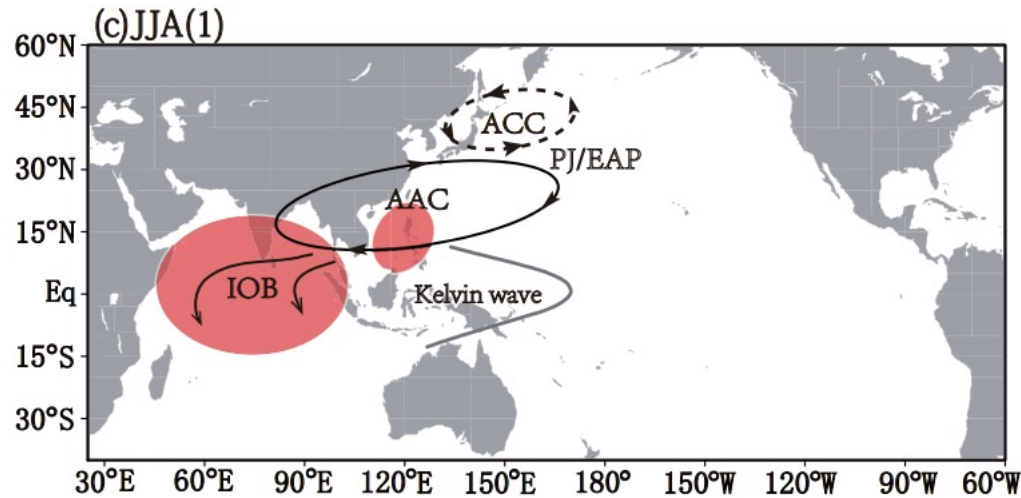 (c)JJA(1)
60°N
45°N
ACC
PJ/EAP
30°N
AAC
15°N
IOB
Eq
Kelvin wave
15°S
30°S
30°E 60°E 90°E 120°E 150°E 180° 150°W 120°W 90°W 60°W